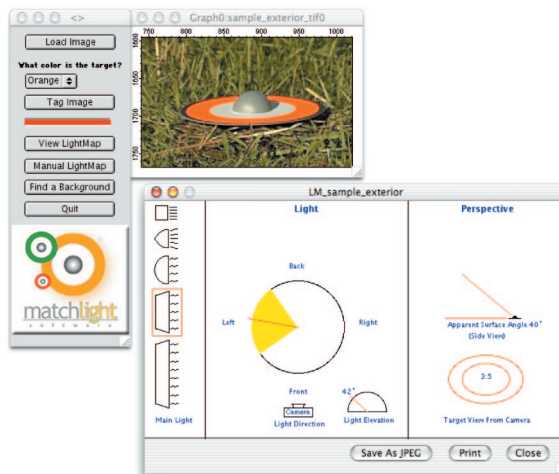 <>
Load Image
What color is the target?
Orange
Tag Image
View LightMap
Manual LightMap
Find a Background
Quit
matchlight
software
Graph0:sample_exterior_tif0
750 800 850 900 950 1000
1600
1650
1700
1750
LM_sample_exterior
Light
Perspective
Back
Left
Right
Front
Camera
Light Direction
42°
Light Elevation
Main Light
Apparent Surface Angle 40°
(Side View)
3:5
Target View From Camera
Save As JPEG
Print
Close